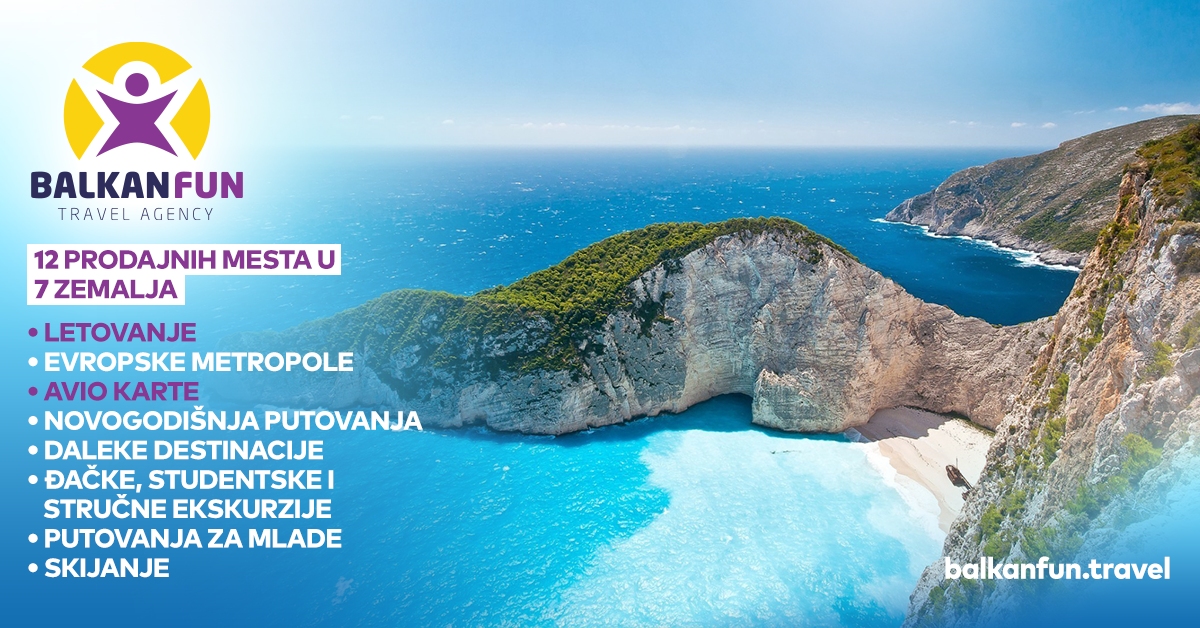 BALKANFUN
TRAVEL AGENCY
12 PRODAJNIH MESTA U
7 ZEMALJA
• LETOVANJE
• EVROPSKE METROPOLE
• AVIO KARTE
• NOVOGODIŠNJA PUTOVANJA
• DALEKE DESTINACIJE
• ĐAČKE, STUDENTSKE I
STRUČNE EKSKURZIJE
• PUTOVANJA ZA MLADE
• SKIJANJE
balkanfun.travel